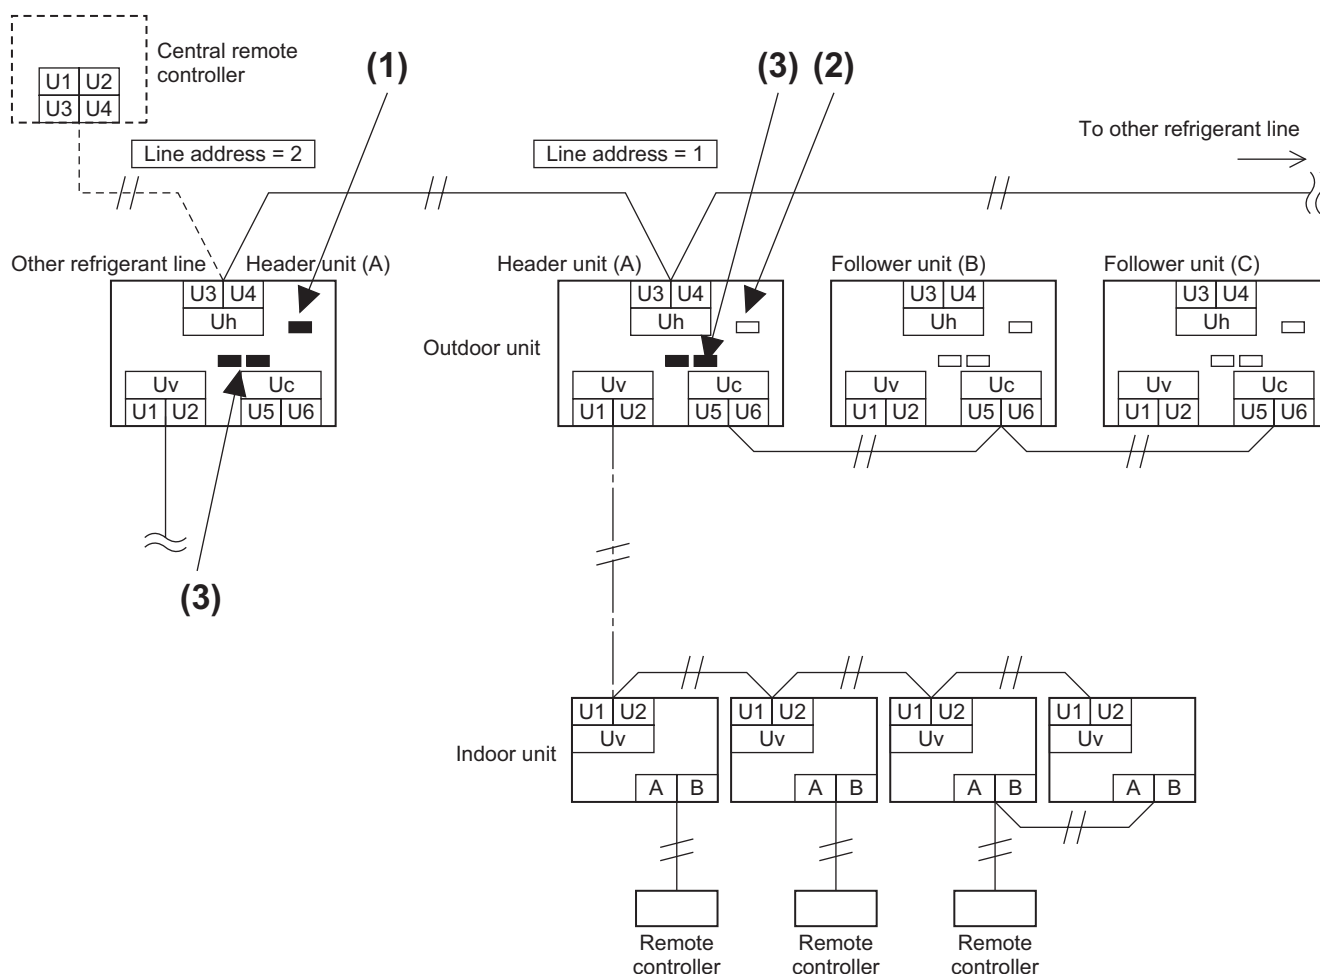 Central remote
controller
U1 U2
U3 U4
(1)
(3) (2)
To other refrigerant line
Line address = 2
Line address = 1
Other refrigerant line
Header unit (A)
Header unit (A)
Follower unit (B)
Follower unit (C)
U3 U4
Uh
Uv
Uc
U1 U2
U5 U6
Outdoor unit
U3 U4
Uh
Uv
Uc
U1 U2
U5 U6
U3 U4
Uh
Uv
Uc
U1 U2
U5 U6
U3 U4
Uh
Uv
Uc
U1 U2
U5 U6
(3)
Indoor unit
U1 U2
Uv
A B
U1 U2
Uv
A B
U1 U2
Uv
A B
U1 U2
Uv
A B
Remote
controller
Remote
controller
Remote
controller